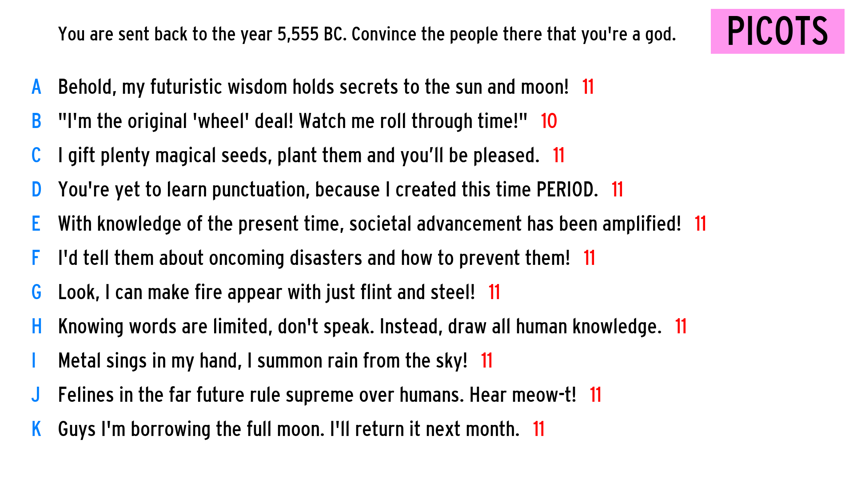 You are sent back to the year 5,555 BC. Convince the people there that you're a god.
PICOTS
A Behold, my futuristic wisdom holds secrets to the sun and moon! 11
B "I'm the original 'wheel' deal! Watch me roll through time!" 10
C I gift plenty magical seeds, plant them and you’ll be pleased. 11
D You're yet to learn punctuation, because I created this time PERIOD. 11
E With knowledge of the present time, societal advancement has been amplified! 11
F I'd tell them about oncoming disasters and how to prevent them! 11
G Look, I can make fire appear with just flint and steel! 11
H Knowing words are limited, don't speak. Instead, draw all human knowledge. 11
I Metal sings in my hand, I summon rain from the sky! 11
J Felines in the far future rule supreme over humans. Hear meow-t! 11
K Guys I'm borrowing the full moon. I'll return it next month. 11